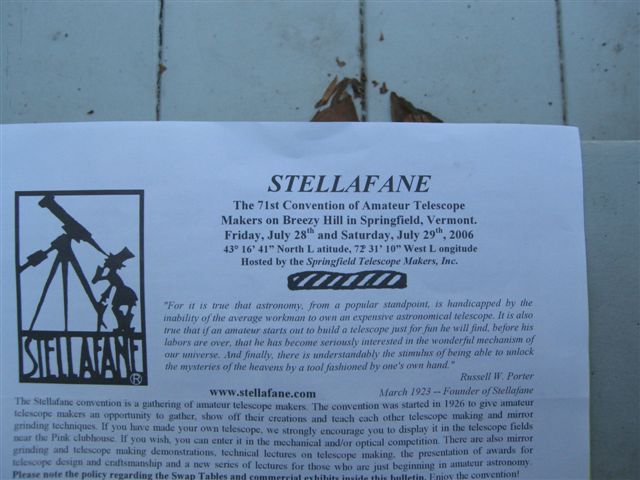 STELLAFANE
The 71st Convention of Amateur Telescope
Makers on Breezy Hill in Springfield, Vermont.
Friday, July 28th and Saturday, July 29th, 2006
43° 16' 41” North L atitude, 72° 31' 10” West L ongitude
Hosted by the Springfield Telescope Makers, Inc.
STELLAFANE
®
"For it is true that astronomy, from a popular standpoint, is handicapped by the
inability of the average workman to own an expensive astronomical telescope. It is also
true that if an amateur starts out to build a telescope just for fun he will find, before his
labors are over, that he has become seriously interested in the wonderful mechanism of
our universe. And finally, there is understandably the stimulus of being able to unlock
the mysteries of the heavens by a tool fashioned by one's own hand."
Russell W. Porter
www.stellafane.com March 1923 -- Founder of Stellafane
The Stellafane convention is a gathering of amateur telescope makers. The convention was started in 1926 to give amateur
telescope makers an opportunity to gather, show off their creations and teach each other telescope making and mirror
grinding techniques. If you have made your own telescope, we strongly encourage you to display it in the telescope fields
near the Pink clubhouse. If you wish, you can enter it in the mechanical and/or optical competition. There are also mirror
grinding and telescope making demonstrations, technical lectures on telescope making, the presentation of awards for
telescope design and craftsmanship and a new series of lectures for those who are just beginning in amateur astronomy.
Please note the policy regarding the Swap Tables and commercial exhibits inside this bulletin. Enjoy the convention!